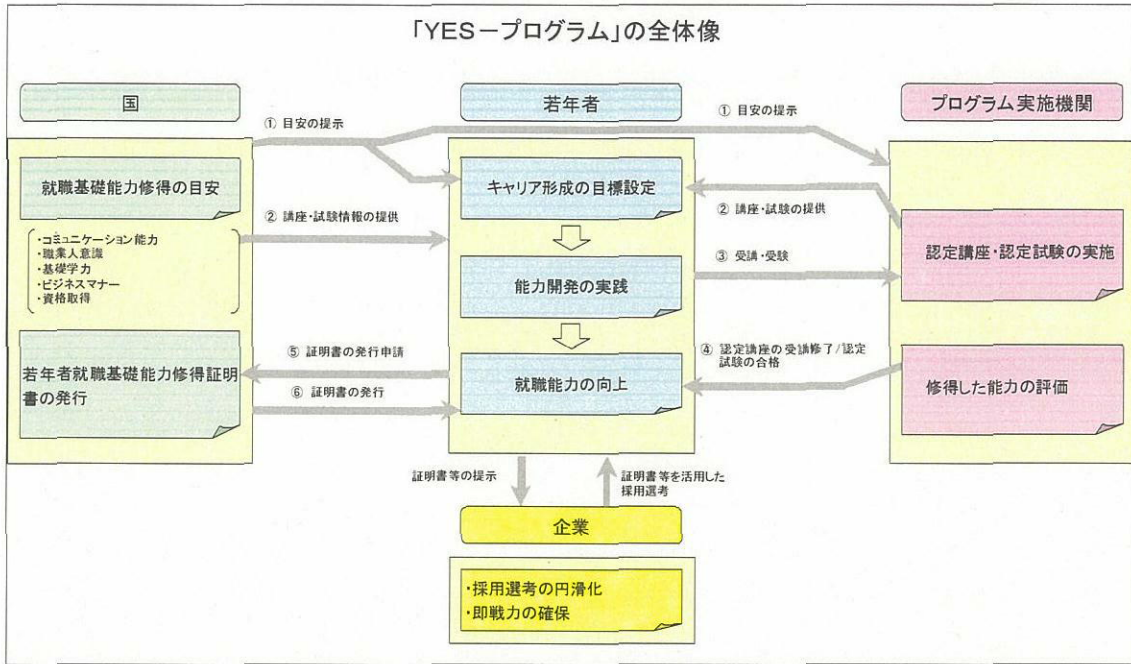 「YES－プログラム」の全体像
国
若年者
プログラム実施機関
① 目安の提示
① 目安の提示
就職基礎能力修得の目安
・コミュニケーション能力
・職業人意識
・基礎学力
・ビジネスマナー
・資格取得
② 講座・試験情報の提供
キャリア形成の目標設定
② 講座・試験の提供
認定講座・認定試験の実施
③ 受講・受験
能力開発の実践
若年者就職基礎能力修得証明
書の発行
⑤ 証明書の発行申請
⑥ 証明書の発行
就職能力の向上
④ 認定講座の受講修了/認定
試験の合格
修得した能力の評価
証明書等の提示
証明書等を活用した
採用選考
企業
・採用選考の円滑化
・即戦力の確保